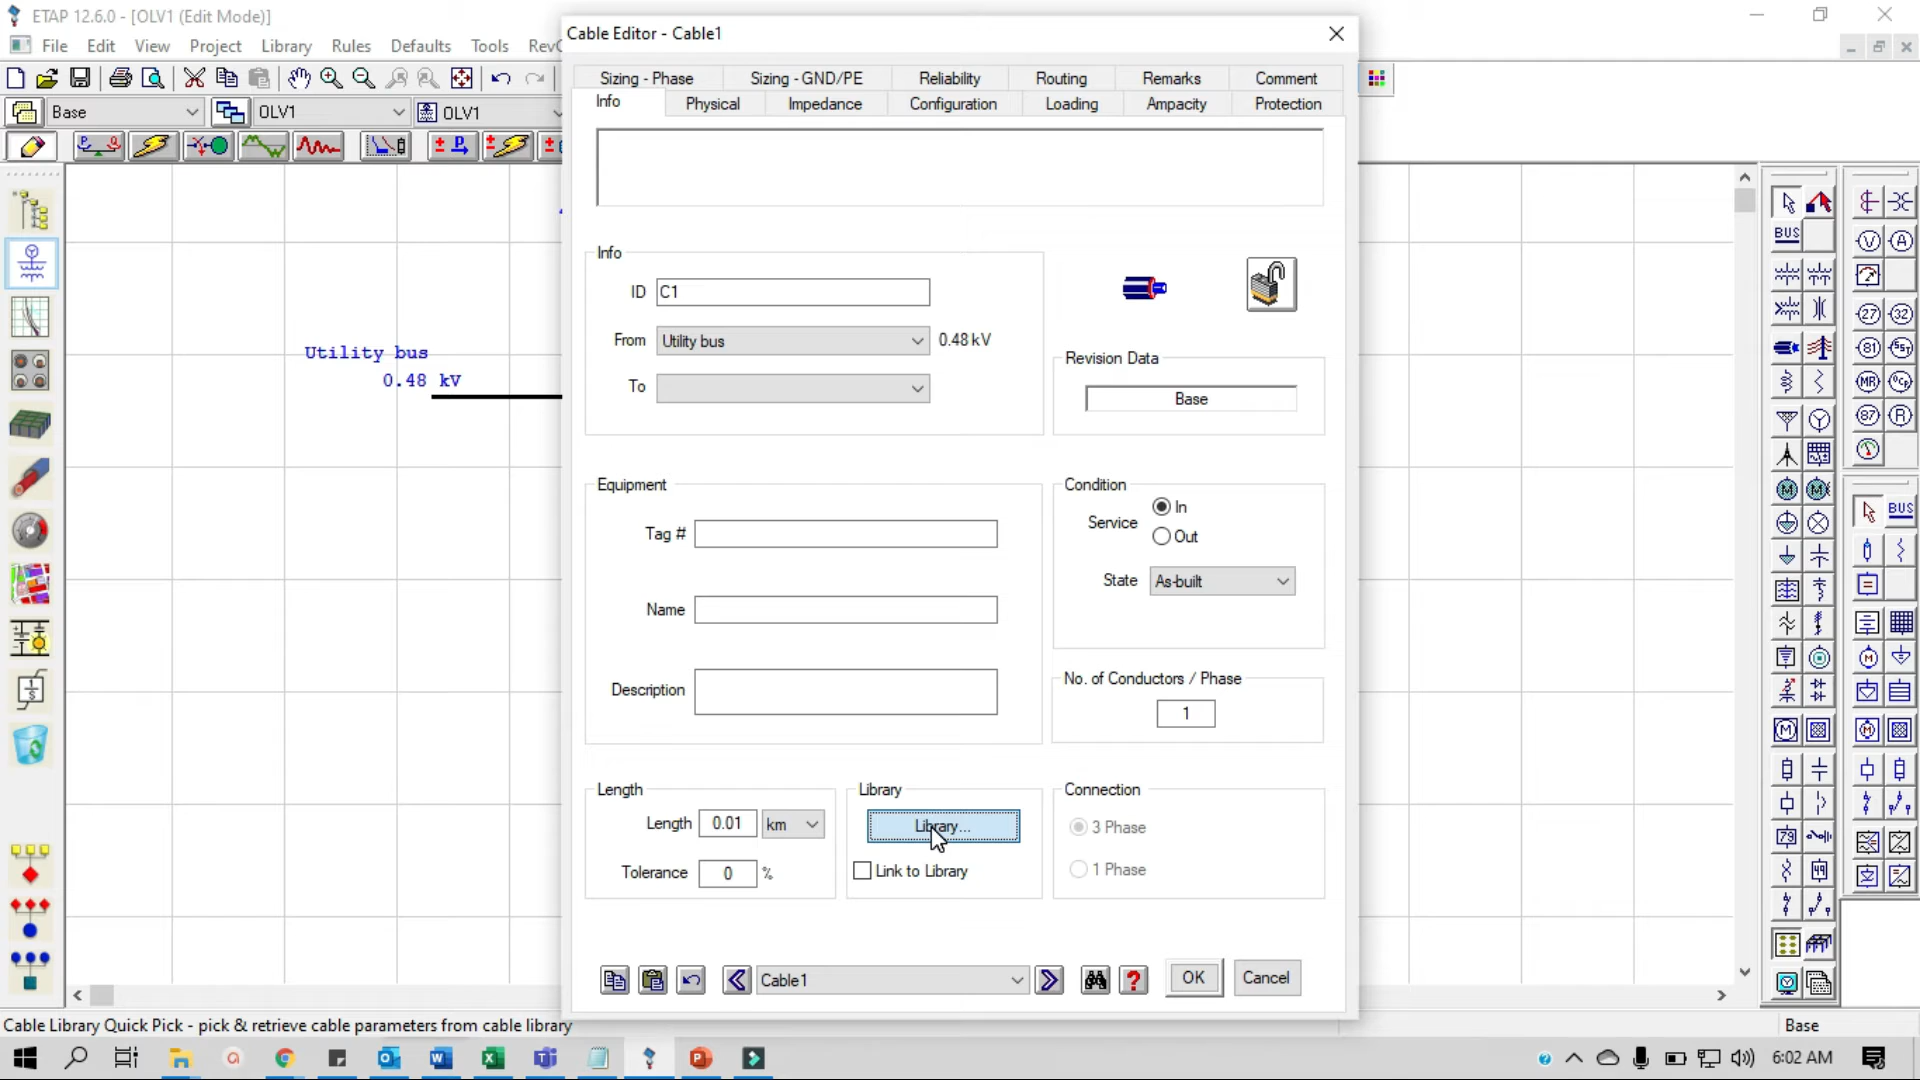 ETAP 12.6.0 - [OLV1 (Edit Mode)]
File Edit View Project Library Rules Defaults Tools
Base OLV1 OLV1
Utility bus
0.48 kV
Cable Editor - Cable1
Sizing - Phase Sizing - GND/PE Reliability Routing Remarks Comment
Info Physical Impedance Configuration Loading Ampacity Protection
Info
ID C1
From Utility bus 0.48 kV
To
Revision Data
Base
Equipment
Tag #
Name
Description
Condition
Service In
Out
State As-built
No. of Conductors / Phase
1
Length
Length 0.01 km
Tolerance 0 %
Library
Library...
Link to Library
Connection
3 Phase
1 Phase
Cable1 OK Cancel
BUS
BUS
Cable Library Quick Pick - pick & retrieve cable parameters from cable library
Base
6:02 AM